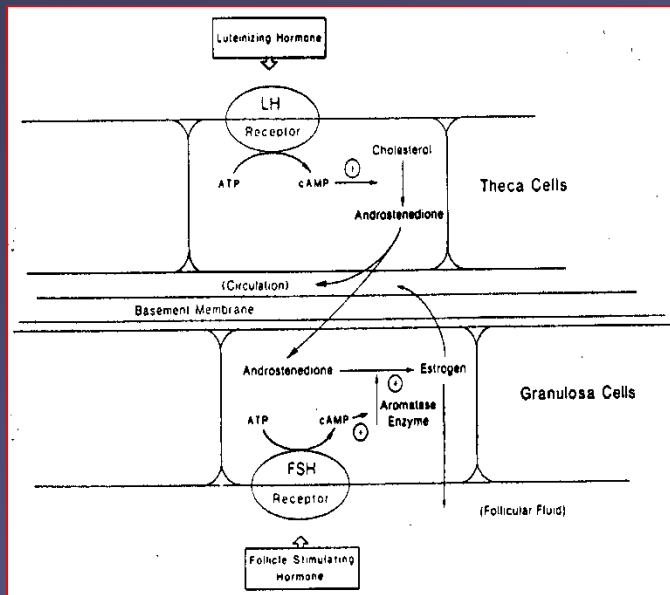 Luteinizing Hormone
LH
Receptor
Cholesterol
ATP
cAMP
+
Androstenedione
Theca Cells
(Circulation)
Basement Membrane
Androstenedione
Estrogen
+
Granulosa Cells
ATP
cAMP
+
Aromatase
Enzyme
FSH
Receptor
(Follicular Fluid)
Follicle Stimulating
Hormone